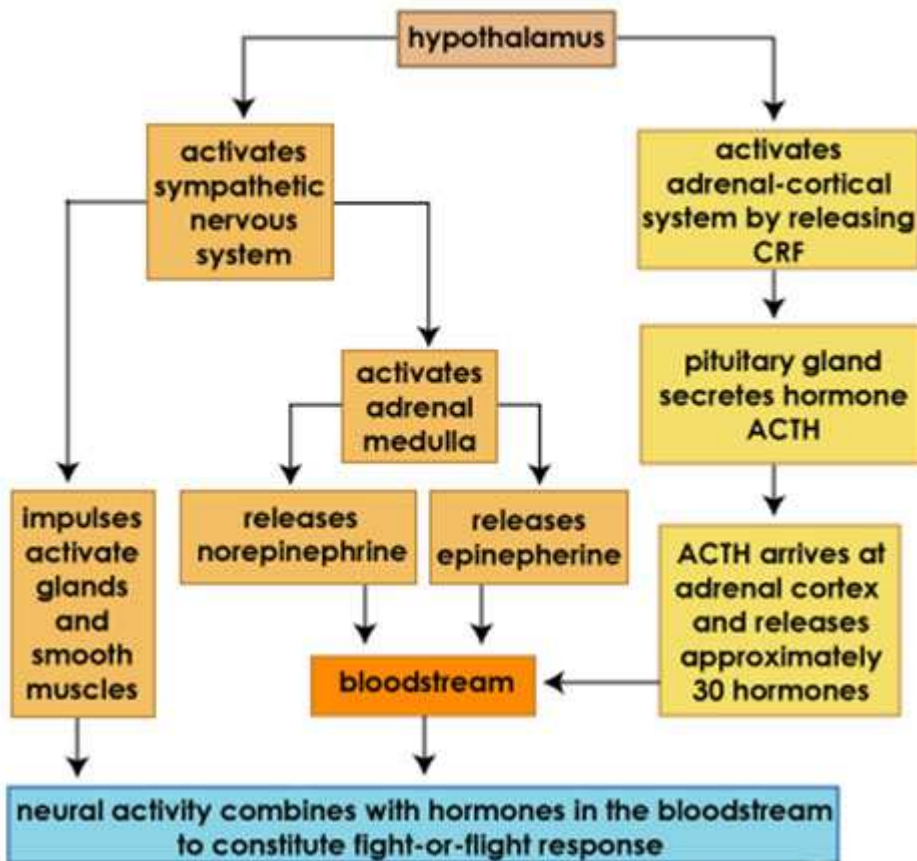 hypothalamus
activates
sympathetic
nervous
system
activates
adrenal-cortical
system by releasing
CRF
activates
adrenal
medulla
pituitary gland
secretes hormone
ACTH
impulses
activate
glands
and
smooth
muscles
releases
norepinephrine
releases
epinepherine
ACTH arrives at
adrenal cortex
and releases
approximately
30 hormones
bloodstream
neural activity combines with hormones in the bloodstream
to constitute fight-or-flight response